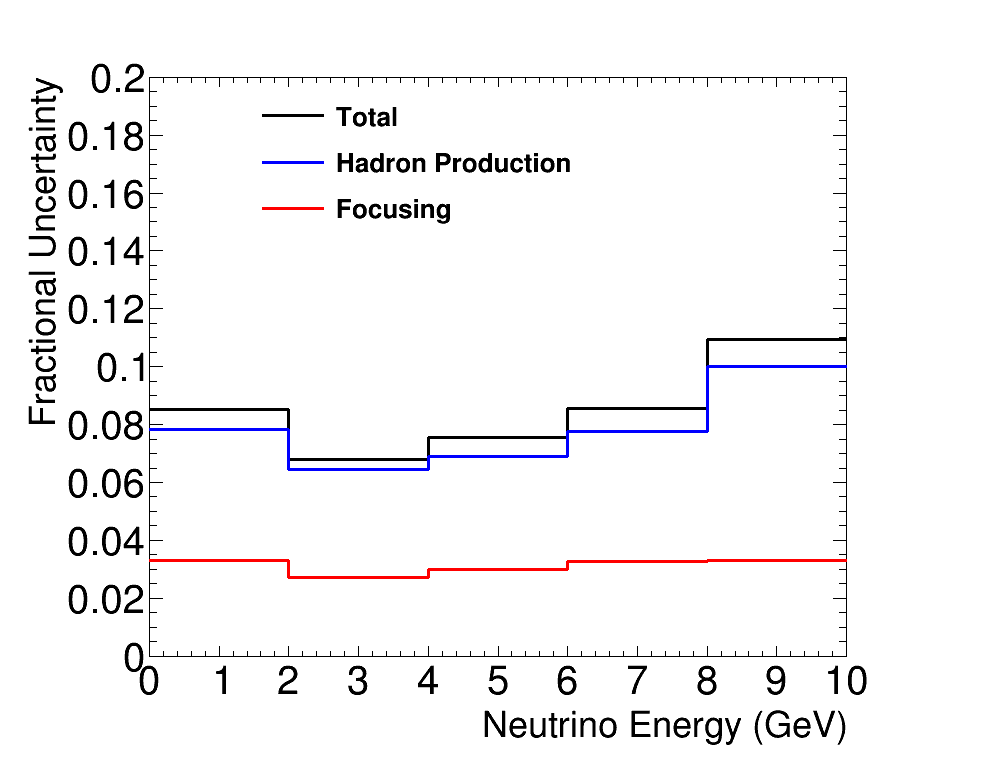 Fractional Uncertainty
0.2
0.18
0.16
0.14
0.12
0.1
0.08
0.06
0.04
0.02
0
Total
Hadron Production
Focusing
0 1 2 3 4 5 6 7 8 9 10
Neutrino Energy (GeV)